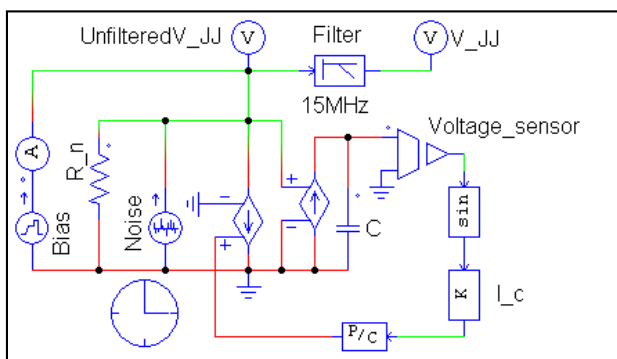 UnfilteredV_JJ
V
Filter
V
V_JJ
15MHz
A
R_n
Noise
Bias
+
-
+
-
C
Voltage_sensor
sin
K
I_c
P/C